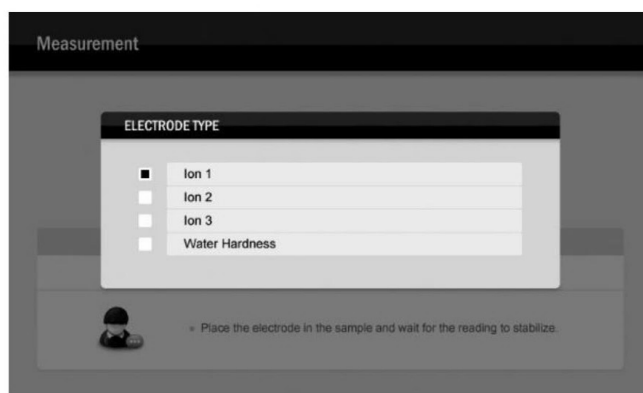 Measurement
ELECTRODE TYPE
Ion 1
Ion 2
Ion 3
Water Hardness
Place the electrode in the sample and wait for the reading to stabilize.